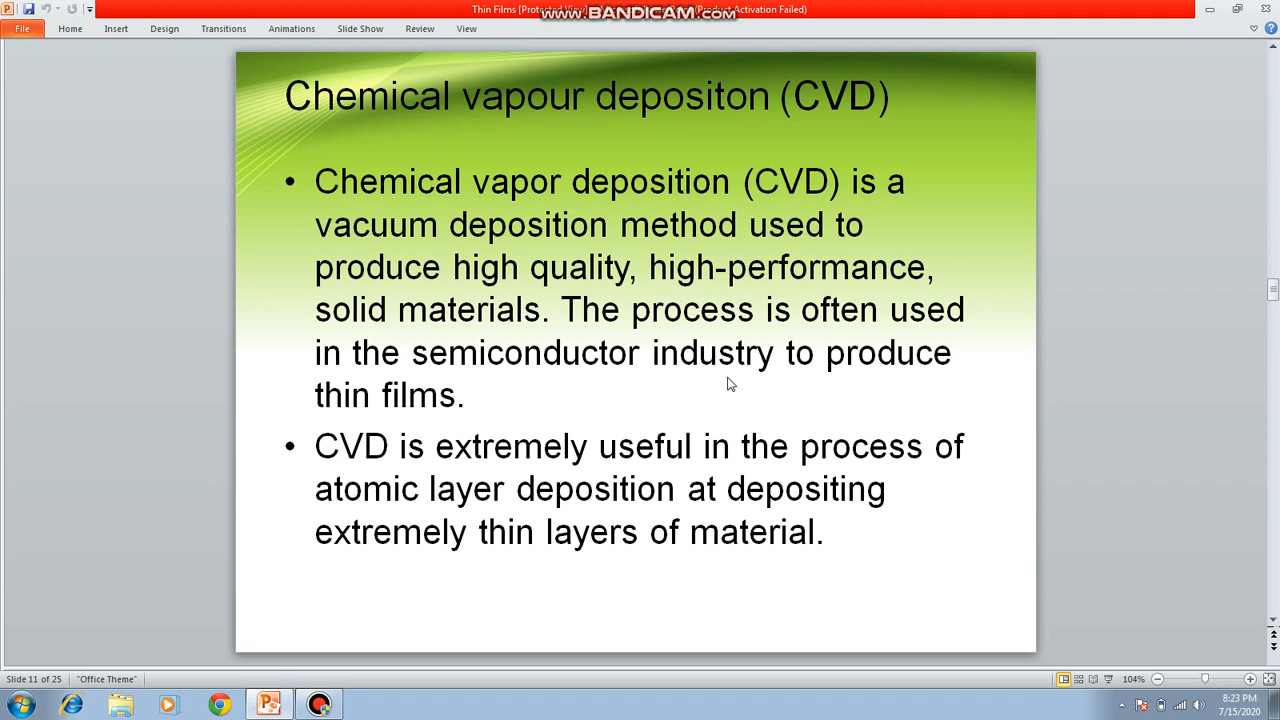 Thin Films [Protected View] (Product Activation Failed)
www.BANDICAM.com
File Home Insert Design Transitions Animations Slide Show Review View
Chemical vapour depositon (CVD)
• Chemical vapor deposition (CVD) is a
vacuum deposition method used to
produce high quality, high-performance,
solid materials. The process is often used
in the semiconductor industry to produce
thin films.
• CVD is extremely useful in the process of
atomic layer deposition at depositing
extremely thin layers of material.
Slide 11 of 25 "Office Theme" 104%
8:23 PM
7/15/2020